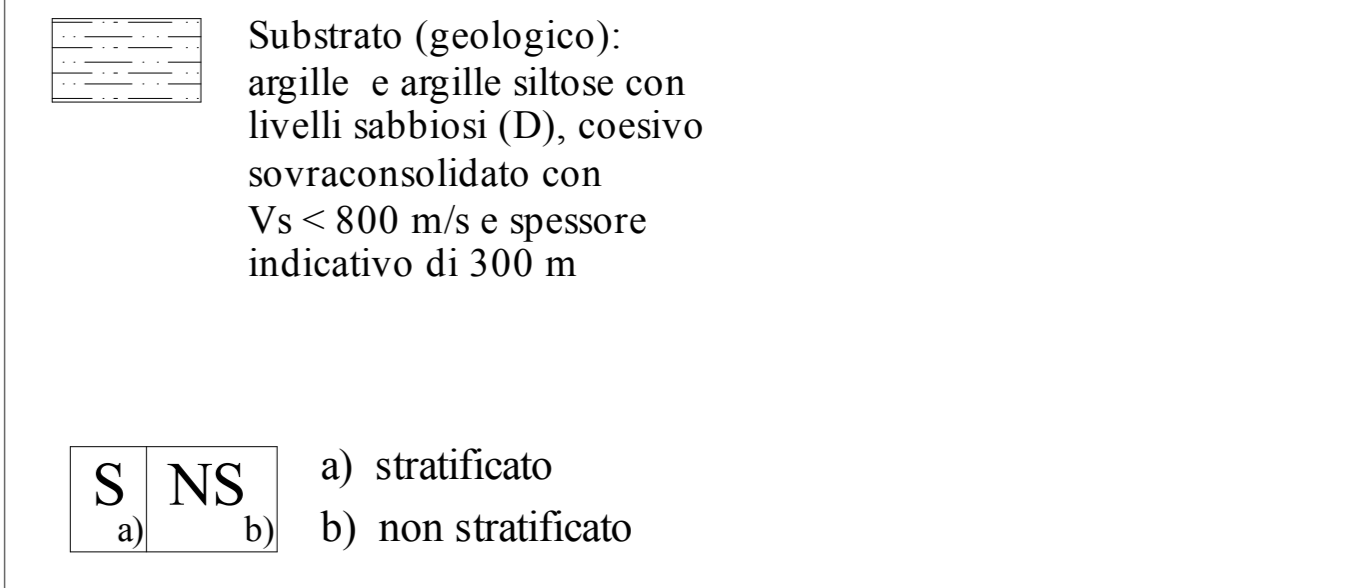 Substrato (geologico):
argille e argille siltose con
livelli sabbiosi (D), coesivo
sovraconsolidato con
Vs < 800 m/s e spessore
indicativo di 300 m
S a) NS b) a) stratificato
b) non stratificato